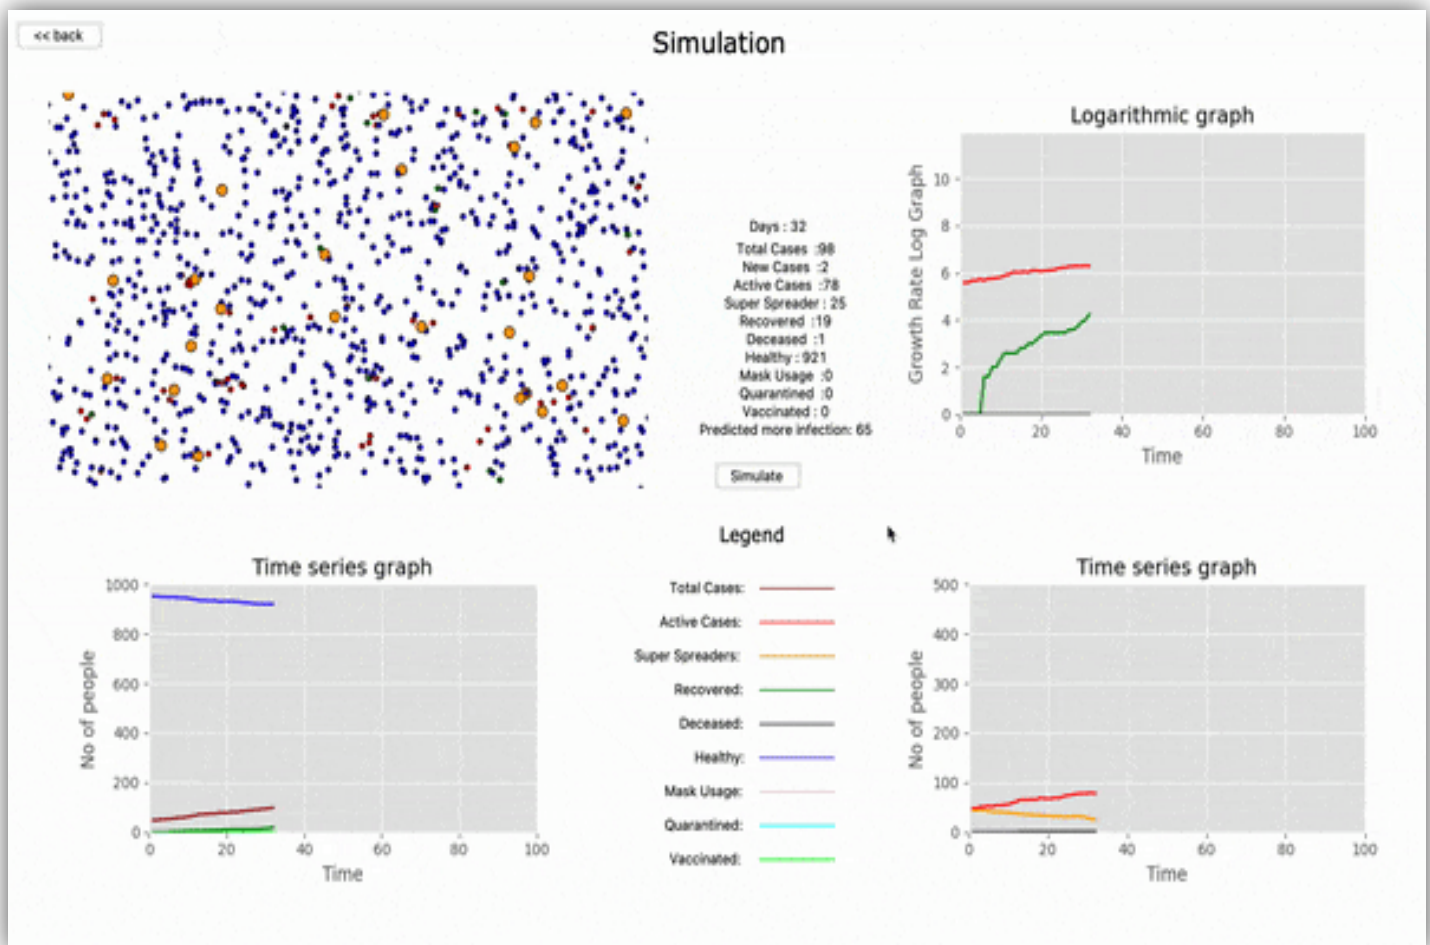 << back
Simulation
Days : 32
Total Cases :98
New Cases :2
Active Cases :78
Super Spreader : 25
Recovered :19
Deceased :1
Healthy : 921
Mask Usage :0
Quarantined :0
Vaccinated : 0
Predicted more infection: 65
Simulate
Logarithmic graph
Growth Rate Log Graph
10
8
6
4
2
0
0 20 40 60 80 100
Time
Time series graph
No of people
1000
800
600
400
200
0
0 20 40 60 80 100
Time
Legend
Total Cases:
Active Cases:
Super Spreaders:
Recovered:
Deceased:
Healthy:
Mask Usage:
Quarantined:
Vaccinated:
Time series graph
No of people
500
400
300
200
100
0
0 20 40 60 80 100
Time